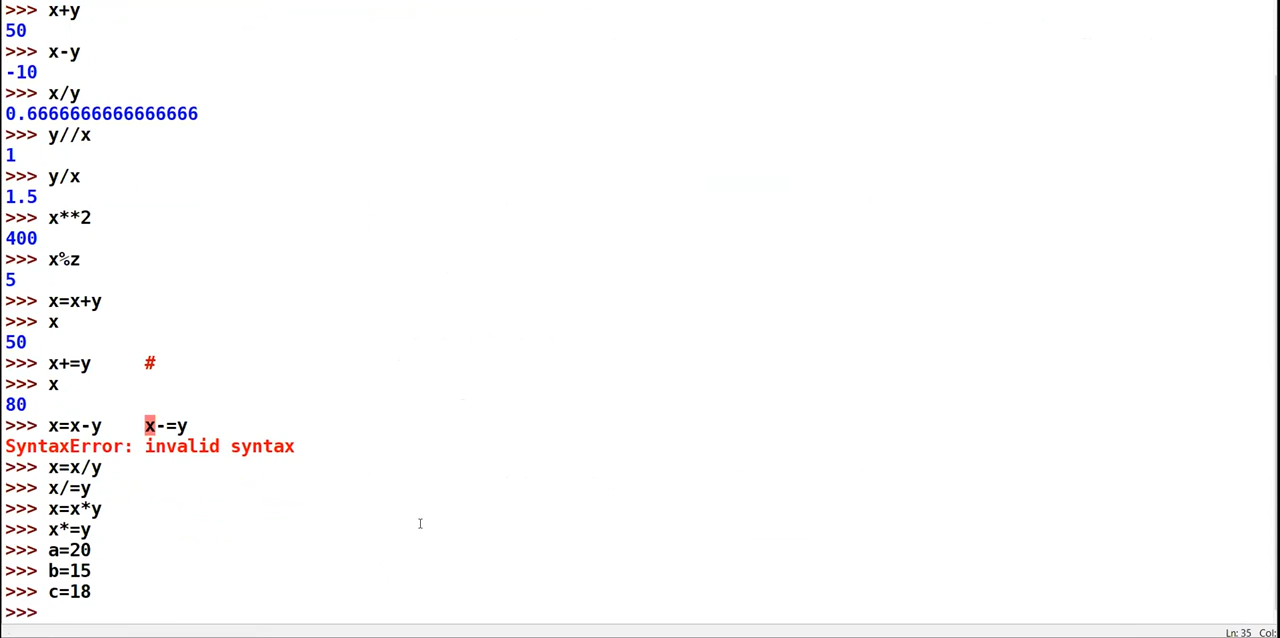 >>> x+y
50
>>> x-y
-10
>>> x/y
0.6666666666666666
>>> y//x
1
>>> y/x
1.5
>>> x**2
400
>>> x%z
5
>>> x=x+y
>>> x
50
>>> x+=y     #
>>> x
80
>>> x=x-y    x-=y
SyntaxError: invalid syntax
>>> x=x/y
>>> x/=y
>>> x=x*y
>>> x*=y
>>> a=20
>>> b=15
>>> c=18
>>>
Ln: 35  Col: